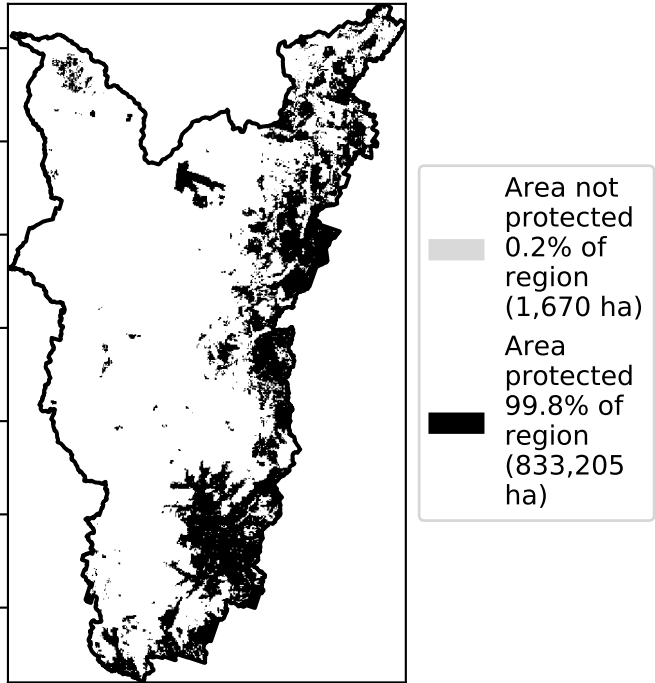 Area not
protected
0.2% of
region
(1,670 ha)
Area
protected
99.8% of
region
(833,205
ha)